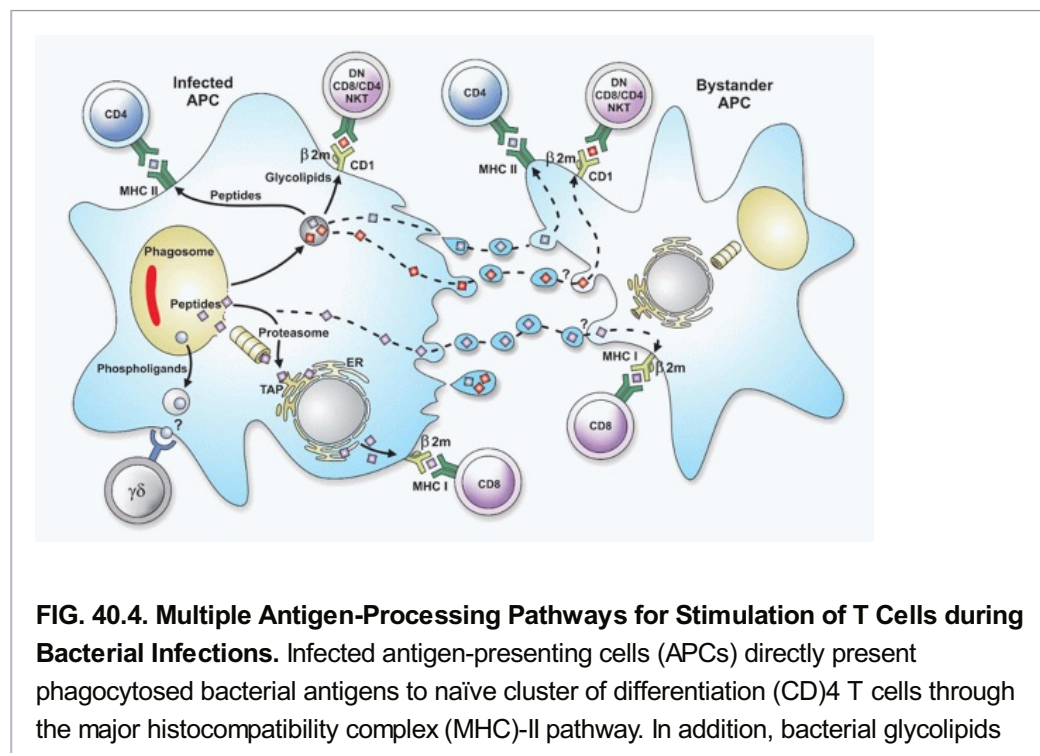 Infected
APC
CD4
DN
CD8/CD4
NKT
CD4
DN
CD8/CD4
NKT
Bystander
APC
MHC II
β2m
CD1
Glycolipids
Peptides
MHC II
β2m
CD1
Phagosome
Peptides
Proteasome
Phospholigands
TAP
ER
?
?
?
γδ
β2m
MHC I
CD8
MHC I
β2m
CD8
FIG. 40.4. Multiple Antigen-Processing Pathways for Stimulation of T Cells during
Bacterial Infections. Infected antigen-presenting cells (APCs) directly present
phagocytosed bacterial antigens to naïve cluster of differentiation (CD)4 T cells through
the major histocompatibility complex (MHC)-II pathway. In addition, bacterial glycolipids